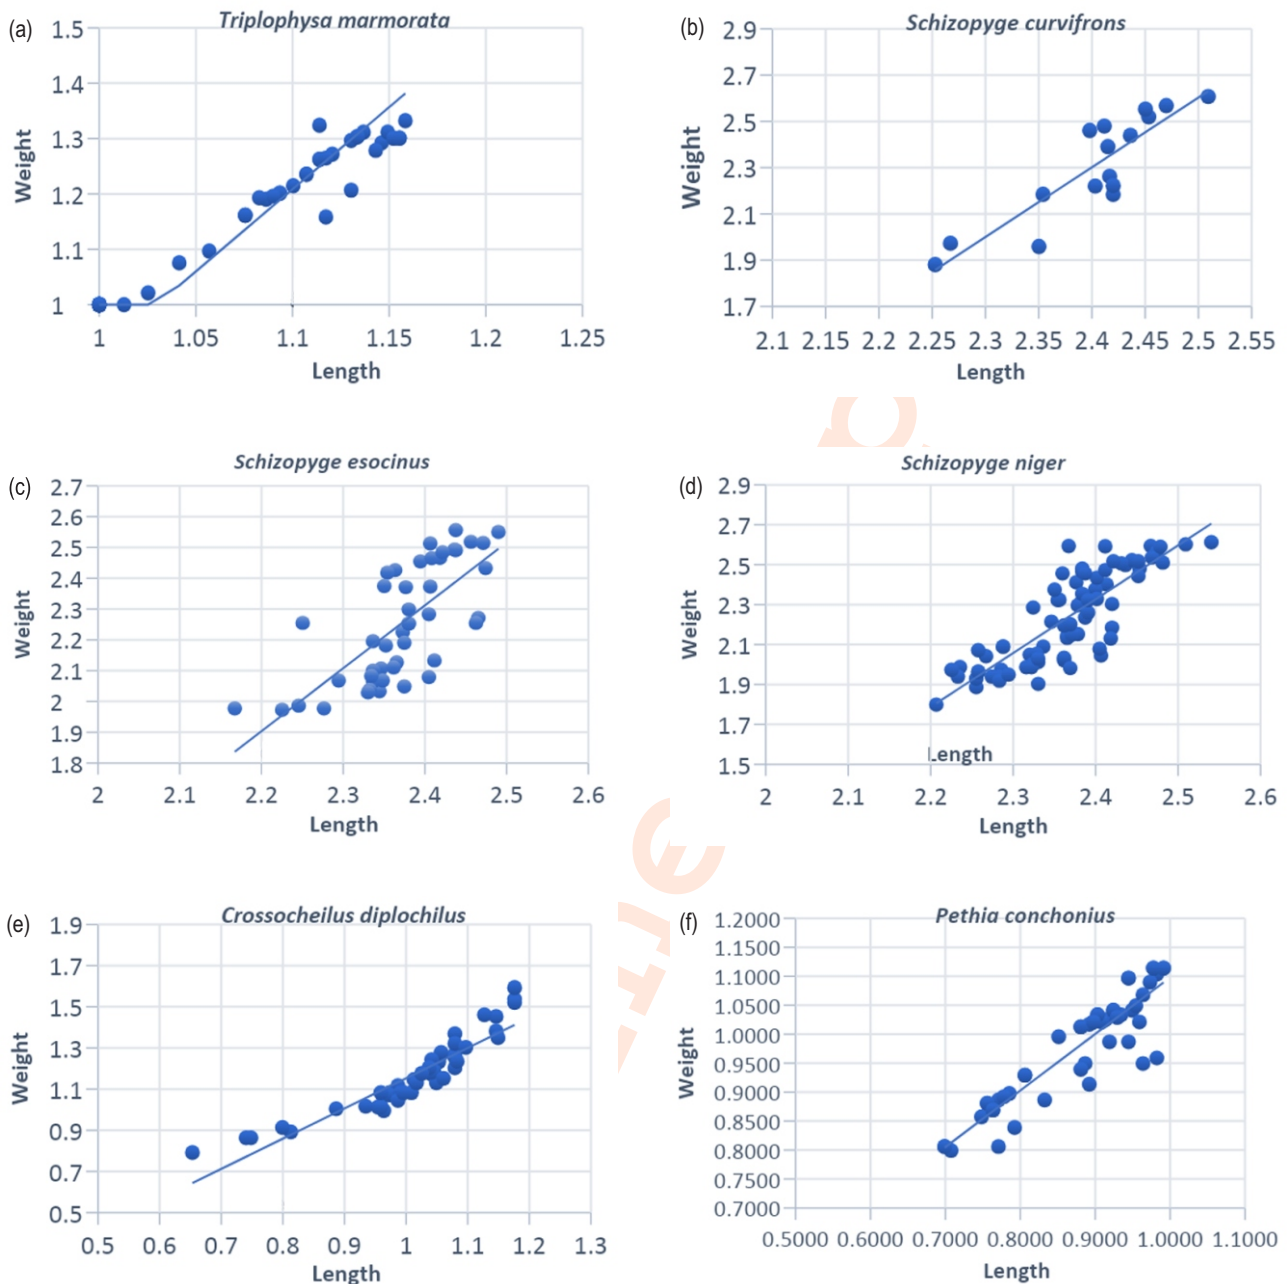 (a)
Triplophysa marmorata
1.5
1.4
1.3
1.2
1.1
1
Weight
1 1.05 1.1 1.15 1.2 1.25
Length
(b)
Schizopyge curvifrons
2.9
2.7
2.5
2.3
2.1
1.9
1.7
Weight
2.1 2.15 2.2 2.25 2.3 2.35 2.4 2.45 2.5 2.55
Length
(c)
Schizopyge esocinus
2.7
2.6
2.5
2.4
2.3
2.2
2.1
2
1.9
1.8
Weight
2 2.1 2.2 2.3 2.4 2.5 2.6
Length
(d)
Schizopyge niger
2.9
2.7
2.5
2.3
2.1
1.9
1.7
1.5
Weight
Length
2 2.1 2.2 2.3 2.4 2.5 2.6
Length
(e)
Crossocheilus diplochilus
1.9
1.7
1.5
1.3
1.1
0.9
0.7
0.5
Weight
0.5 0.6 0.7 0.8 0.9 1 1.1 1.2 1.3
Length
(f)
Pethia conchonius
1.2000
1.1500
1.1000
1.0500
1.0000
0.9500
0.9000
0.8500
0.8000
0.7500
0.7000
Weight
0.5000 0.6000 0.7000 0.8000 0.9000 1.0000 1.1000
Length